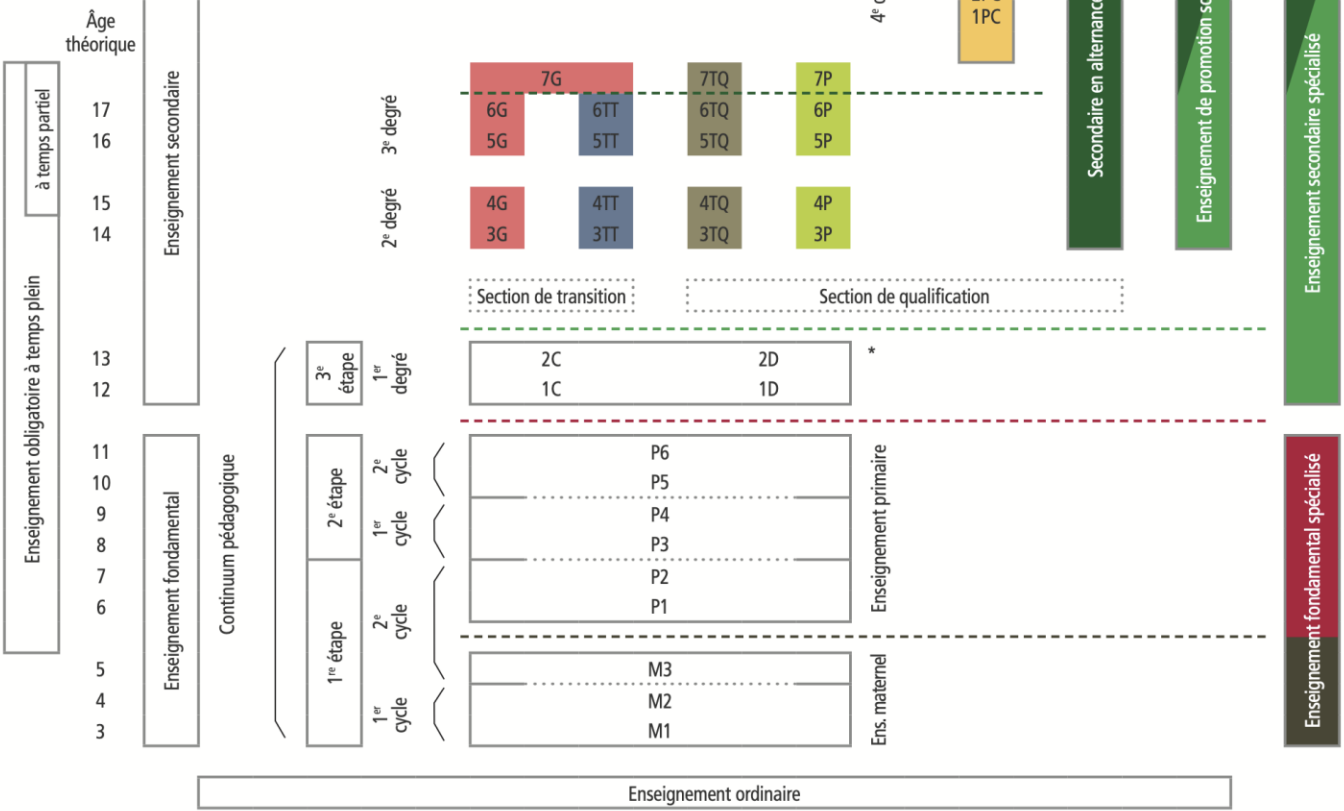 Âge
théorique
4e d
1PC
7G
7TQ
7P
17
6G
6TT
6TQ
6P
16
5G
5TT
5TQ
5P
3e degré
15
4G
4TT
4TQ
4P
14
3G
3TT
3TQ
3P
2e degré
à temps partiel
Enseignement obligatoire à temps plein
Enseignement secondaire
Secondaire en alternance
Enseignement de promotion so
Enseignement secondaire spécialisé
Section de transition
Section de qualification
13
2C
2D
*
12
1C
1D
3e
étape
1er
degré
11
P6
10
P5
9
P4
8
P3
7
P2
6
P1
5
M3
4
M2
3
M1
Enseignement fondamental
Continuum pédagogique
2e étape
1re étape
2e
cycle
1er
cycle
2e
cycle
1er
cycle
Enseignement primaire
Ens. maternel
Enseignement fondamental spécialisé
Enseignement ordinaire